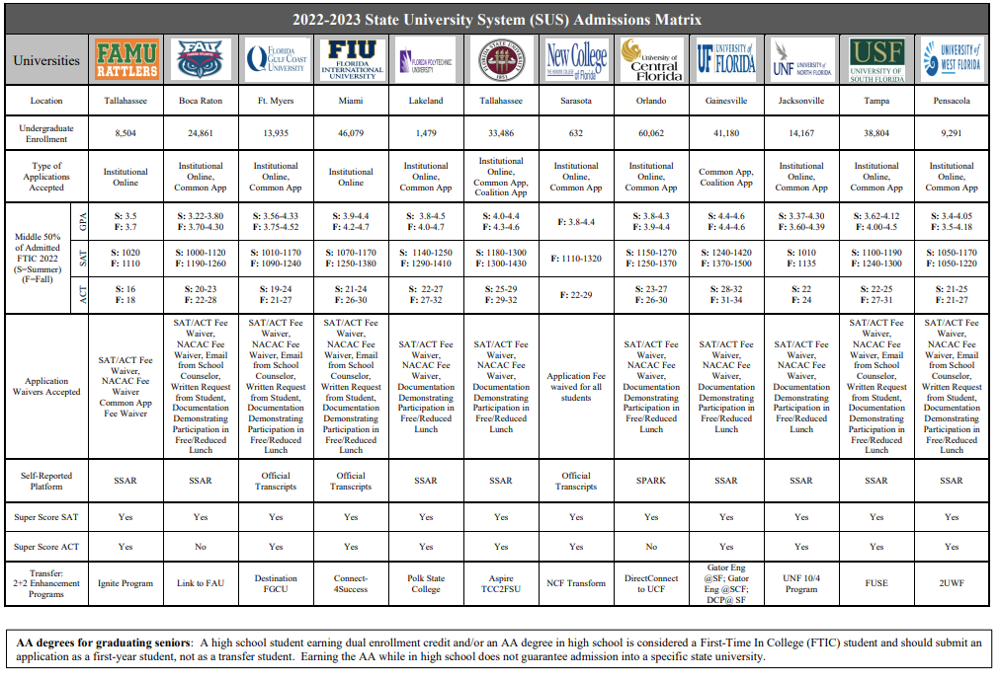 2022-2023 State University System (SUS) Admissions Matrix
Universities
FAMU
RATTLERS
FAU
FLORIDA
GULF COAST
UNIVERSITY
FIU
FLORIDA
INTERNATIONAL
UNIVERSITY
FLORIDA POLYTECHNIC
UNIVERSITY
New College
of Florida
University of
Central
Florida
UF UNIVERSITY of
FLORIDA
UNF UNIVERSITY of
NORTH FLORIDA
USF
UNIVERSITY OF
SOUTH FLORIDA
UNIVERSITY of
WEST FLORIDA
Location Tallahassee Boca Raton Ft. Myers Miami Lakeland Tallahassee Sarasota Orlando Gainesville Jacksonville Tampa Pensacola
Undergraduate
Enrollment
8,504 24,861 13,935 46,079 1,479 33,486 632 60,062 41,180 14,167 38,804 9,291
Type of
Applications
Accepted
Institutional
Online
Institutional
Online,
Common App
Institutional
Online,
Common App
Institutional
Online
Institutional
Online,
Common App
Institutional
Online,
Common App,
Coalition App
Institutional
Online,
Common App
Institutional
Online,
Common App
Common App,
Coalition App
Institutional
Online,
Common App
Institutional
Online,
Common App
Institutional
Online,
Common App
Middle 50%
of Admitted
FTIC 2022
(S=Summer)
(F=Fall)
GPA
S: 3.5
F: 3.7
S: 3.22-3.80
F: 3.70-4.30
S: 3.56-4.33
F: 3.75-4.52
S: 3.9-4.4
F: 4.2-4.7
S: 3.8-4.5
F: 4.0-4.7
S: 4.0-4.4
F: 4.3-4.6
F: 3.8-4.4
S: 3.8-4.3
F: 3.9-4.4
S: 4.4-4.6
F: 4.4-4.6
S: 3.37-4.30
F: 3.60-4.39
S: 3.62-4.12
F: 4.00-4.5
S: 3.4-4.05
F: 3.5-4.18
SAT
S: 1020
F: 1110
S: 1000-1120
F: 1190-1260
S: 1010-1170
F: 1090-1240
S: 1070-1170
F: 1250-1380
S: 1140-1250
F: 1290-1410
S: 1180-1300
F: 1300-1430
F: 1110-1320
S: 1150-1270
F: 1250-1370
S: 1240-1420
F: 1370-1500
S: 1010
F: 1135
S: 1100-1190
F: 1240-1300
S: 1050-1170
F: 1050-1220
ACT
S: 16
F: 18
S: 20-23
F: 22-28
S: 19-24
F: 21-27
S: 21-24
F: 26-30
S: 22-27
F: 27-32
S: 25-29
F: 29-32
F: 22-29
S: 23-27
F: 26-30
S: 28-32
F: 31-34
S: 22
F: 24
S: 22-25
F: 27-31
S: 21-25
F: 21-27
Application
Waivers Accepted
SAT/ACT Fee
Waiver,
NACAC Fee
Waiver
Common App
Fee Waiver
SAT/ACT Fee
Waiver,
NACAC Fee
Waiver, Email
from School
Counselor,
Written Request
from Student,
Documentation
Demonstrating
Participation in
Free/Reduced
Lunch
SAT/ACT Fee
Waiver,
NACAC Fee
Waiver, Email
from School
Counselor,
Written Request
from Student,
Documentation
Demonstrating
Participation in
Free/Reduced
Lunch
SAT/ACT Fee
Waiver,
NACAC Fee
Waiver, Email
from School
Counselor,
Written Request
from Student,
Documentation
Demonstrating
Participation in
Free/Reduced
Lunch
SAT/ACT Fee
Waiver,
NACAC Fee
Waiver,
Documentation
Demonstrating
Participation in
Free/Reduced
Lunch
SAT/ACT Fee
Waiver,
NACAC Fee
Waiver,
Documentation
Demonstrating
Participation in
Free/Reduced
Lunch
Application Fee
waived for all
students
SAT/ACT Fee
Waiver,
NACAC Fee
Waiver,
Documentation
Demonstrating
Participation in
Free/Reduced
Lunch
SAT/ACT Fee
Waiver,
NACAC Fee
Waiver,
Documentation
Demonstrating
Participation in
Free/Reduced
Lunch
SAT/ACT Fee
Waiver,
NACAC Fee
Waiver,
Documentation
Demonstrating
Participation in
Free/Reduced
Lunch
SAT/ACT Fee
Waiver,
NACAC Fee
Waiver, Email
from School
Counselor,
Written Request
from Student,
Documentation
Demonstrating
Participation in
Free/Reduced
Lunch
SAT/ACT Fee
Waiver,
NACAC Fee
Waiver, Email
from School
Counselor,
Written Request
from Student,
Documentation
Demonstrating
Participation in
Free/Reduced
Lunch
Self-Reported
Platform
SSAR
SSAR
Official
Transcripts
Official
Transcripts
SSAR
SSAR
Official
Transcripts
SPARK
SSAR
SSAR
SSAR
SSAR
Super Score SAT Yes Yes Yes Yes Yes Yes Yes Yes Yes Yes Yes Yes
Super Score ACT Yes No Yes Yes Yes Yes Yes No Yes Yes Yes Yes
Transfer:
2+2 Enhancement
Programs
Ignite Program
Link to FAU
Destination
FGCU
Connect-
4Success
Polk State
College
Aspire
TCC2FSU
NCF Transform
DirectConnect
to UCF
Gator Eng
@SF; Gator
Eng @SCF;
DCP@ SF
UNF 10/4
Program
FUSE
2UWF
AA degrees for graduating seniors: A high school student earning dual enrollment credit and/or an AA degree in high school is considered a First-Time In College (FTIC) student and should submit an
application as a first-year student, not as a transfer student. Earning the AA while in high school does not guarantee admission into a specific state university.